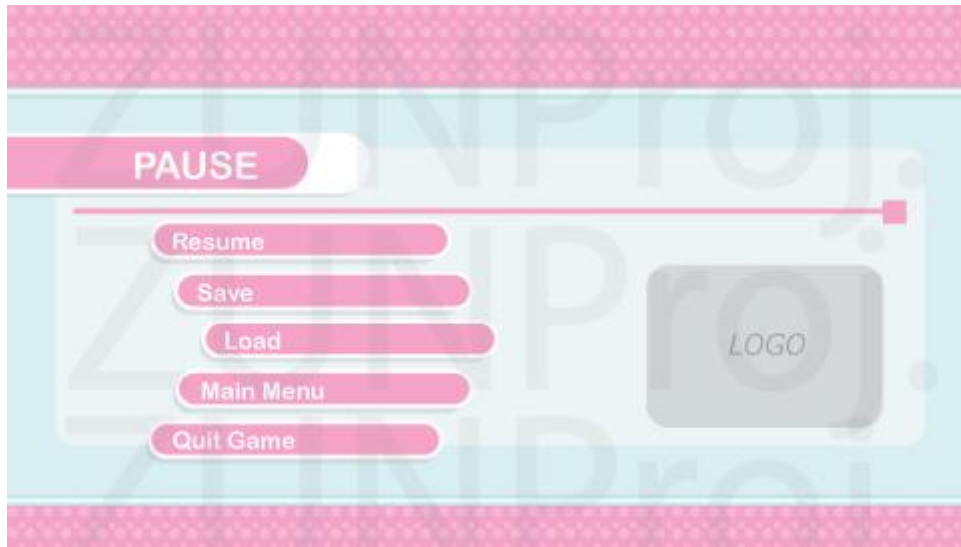 ZUNProj.
PAUSE
Resume
ZUNProj.
Save
Load
LOGO
Main Menu
Quit Game
ZUNProj.